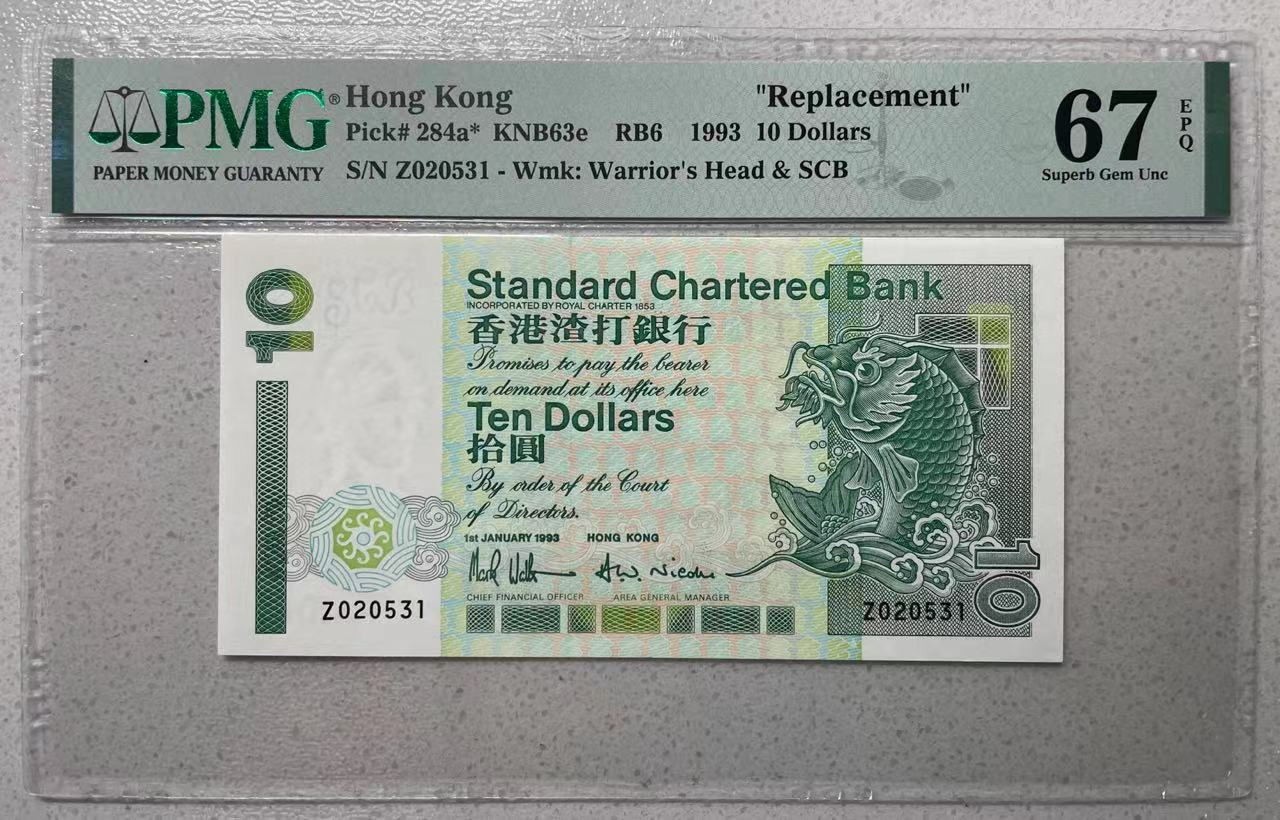 PMG®
PAPER MONEY GUARANTY
Hong Kong "Replacement"
Pick# 284a* KNB63e RB6 1993 10 Dollars
S/N Z020531 - Wmk: Warrior's Head & SCB
67 EPQ
Superb Gem Unc
10
Standard Chartered Bank
INCORPORATED BY ROYAL CHARTER 1853
香港渣打銀行
Promises to pay the bearer
on demand at its office here
Ten Dollars
拾圓
By order of the Court
of Directors.
1st JANUARY 1993 HONG KONG
CHIEF FINANCIAL OFFICER AREA GENERAL MANAGER
Z020531
Z020531
10